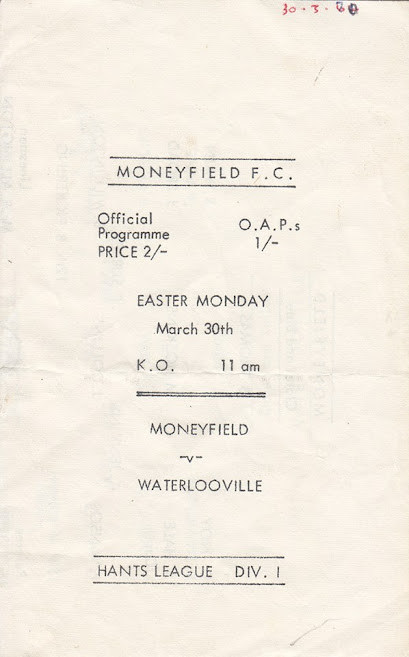 30.3.
MONEYFIELD F.C.
Official
Programme
PRICE 2/-
O.A.P.s
1/-
EASTER MONDAY
March 30th
K.O. 11 am
MONEYFIELD
-v-
WATERLOOVILLE
HANTS LEAGUE DIV. I